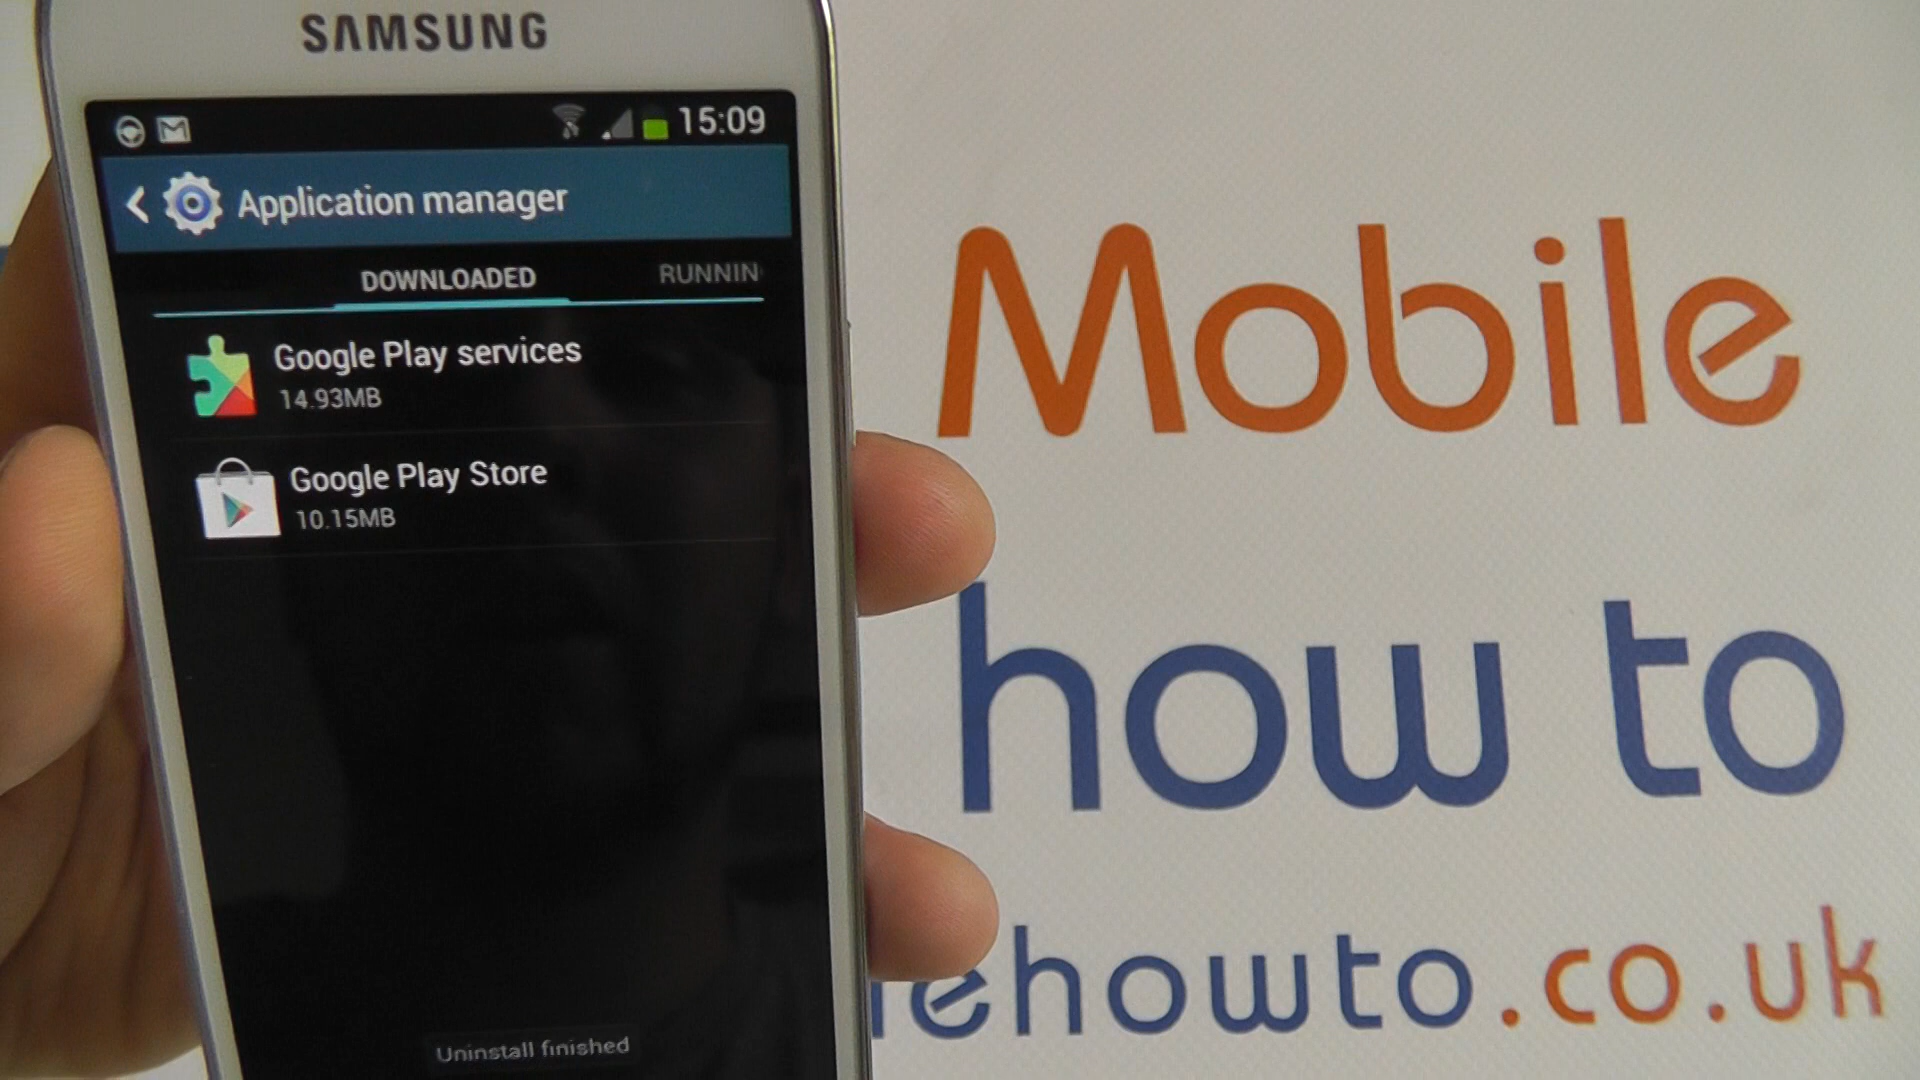 SAMSUNG
15:09
Application manager
DOWNLOADED RUNNIN
Google Play services
14.93MB
Google Play Store
10.15MB
Uninstall finished
Mobile
how to
ehowto.co.uk